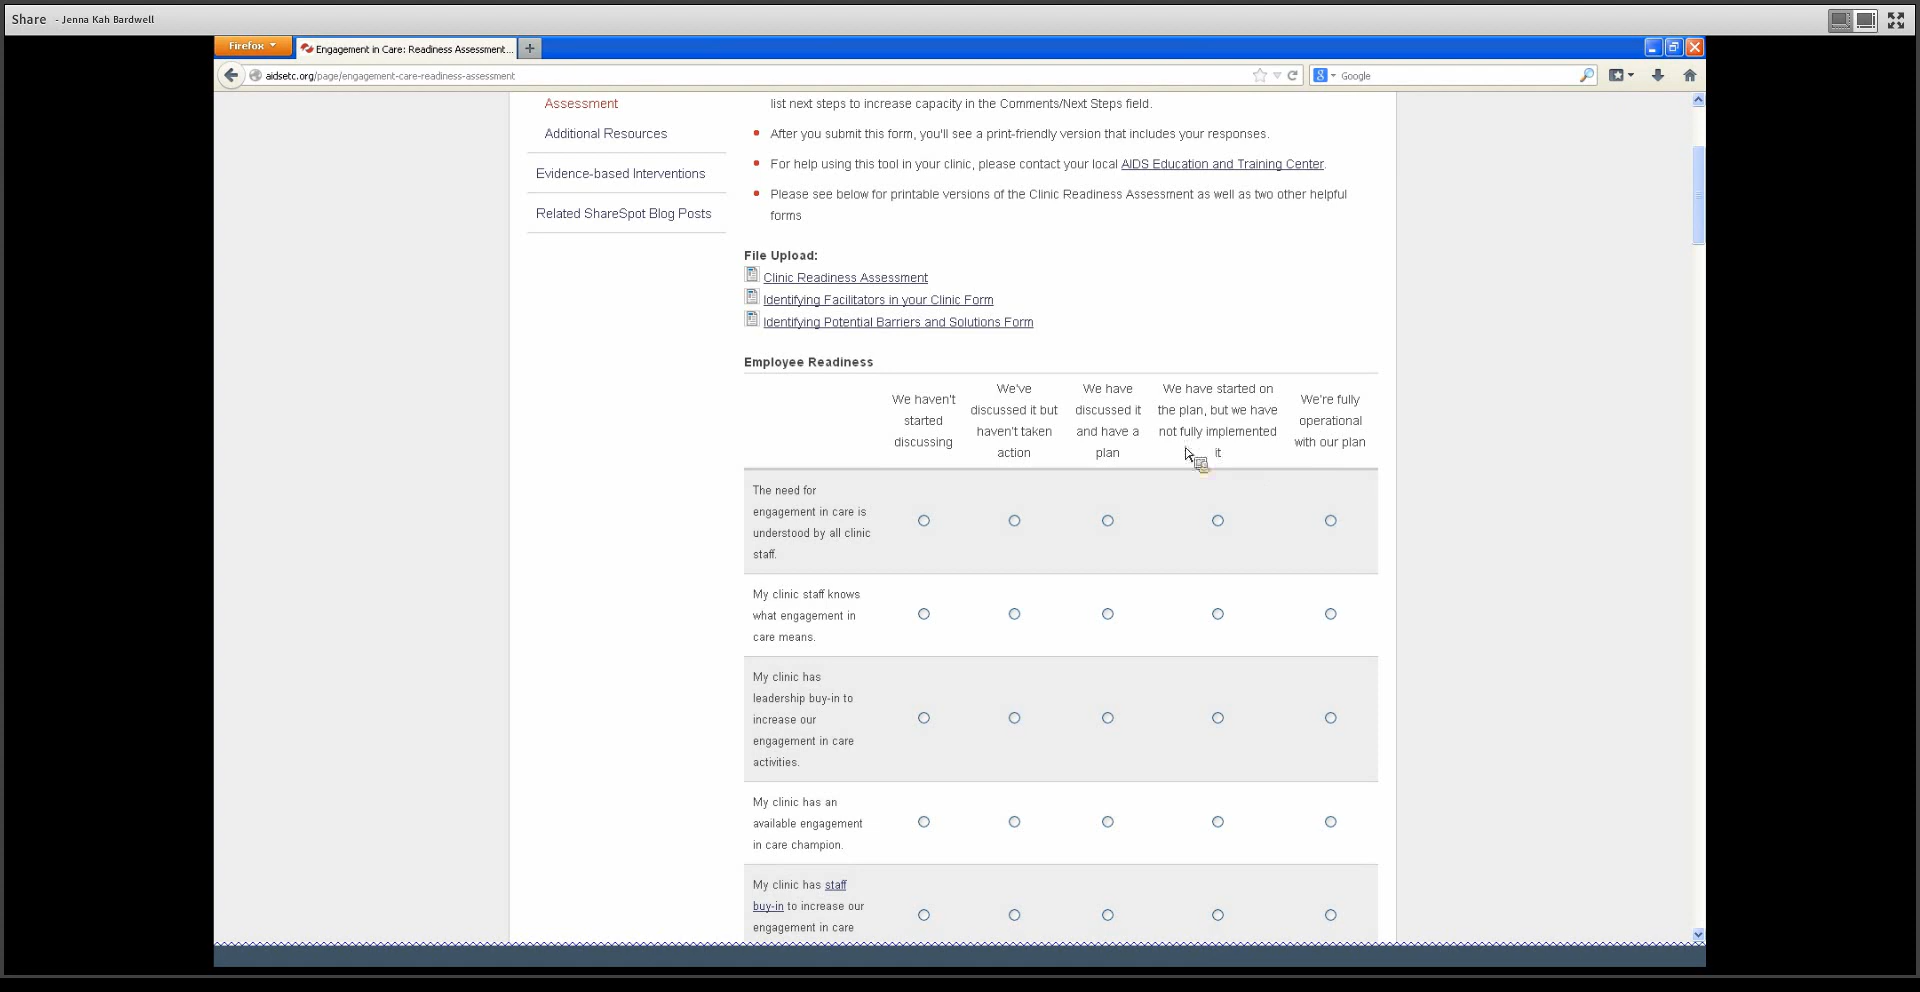 Share - Jenna Kah Bardwell
Firefox
Engagement in Care: Readiness Assessment...
aidsetc.org/page/engagement-care-readiness-assessment
Google
Assessment
Additional Resources
Evidence-based Interventions
Related ShareSpot Blog Posts
list next steps to increase capacity in the Comments/Next Steps field.
After you submit this form, you'll see a print-friendly version that includes your responses.
For help using this tool in your clinic, please contact your local AIDS Education and Training Center.
Please see below for printable versions of the Clinic Readiness Assessment as well as two other helpful
forms
File Upload:
Clinic Readiness Assessment
Identifying Facilitators in your Clinic Form
Identifying Potential Barriers and Solutions Form
Employee Readiness
We haven't
started
discussing
We've
discussed it but
haven't taken
action
We have
discussed it
and have a
plan
We have started on
the plan, but we have
not fully implemented
it
We're fully
operational
with our plan
The need for
engagement in care is
understood by all clinic
staff.
My clinic staff knows
what engagement in
care means.
My clinic has
leadership buy-in to
increase our
engagement in care
activities.
My clinic has an
available engagement
in care champion.
My clinic has staff
buy-in to increase our
engagement in care